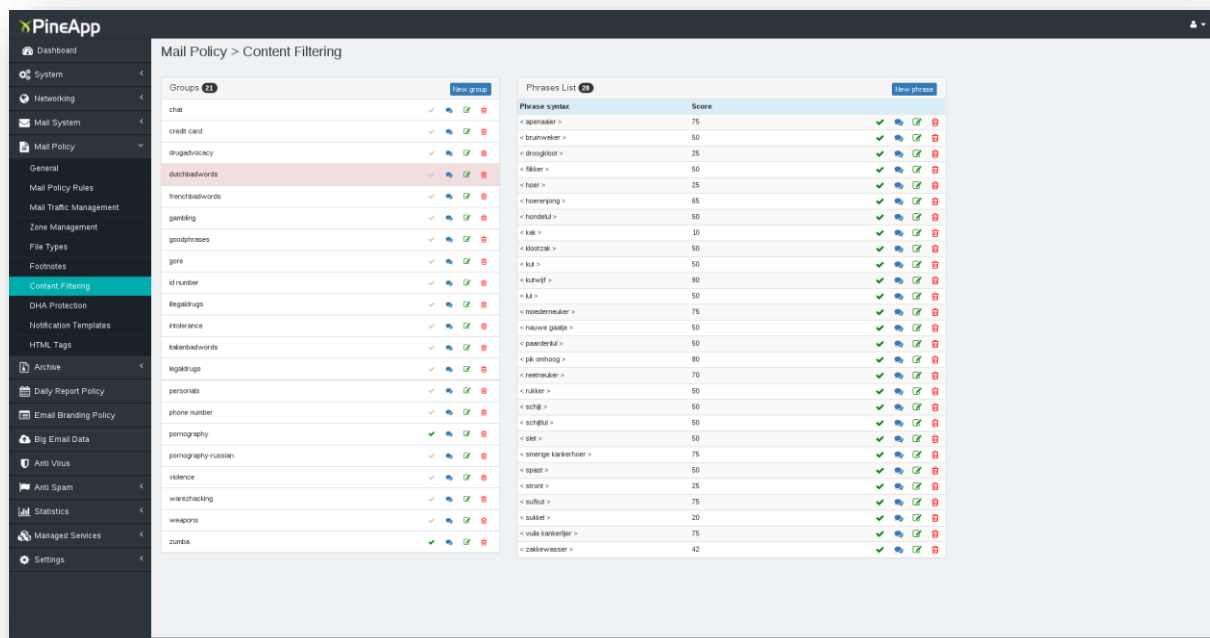 PineApp
Dashboard
System
Networking
Mail System
Mail Policy
General
Mail Policy Rules
Mail Traffic Management
Zone Management
File Types
Footnotes
Content Filtering
DHA Protection
Notification Templates
HTML Tags
Archive
Daily Report Policy
Email Branding Policy
Big Email Data
Anti Virus
Anti Spam
Statistics
Managed Services
Settings
Mail Policy > Content Filtering
Groups 21 New group
chat
credit card
drugadvocacy
dutchbadwords
frenchbadwords
gambling
goodphrases
gore
id number
illegaldrugs
intolerance
italianbadwords
legaldrugs
personals
phone number
pornography
pornography-russian
violence
warezhacking
weapons
zumba
Phrases List 28 New phrase
Phrase syntax Score
< apenaaier > 75
< bruinweker > 50
< droogkloot > 25
< flikker > 50
< hoer > 25
< hoerenjong > 65
< hondelul > 50
< kak > 10
< klootzak > 50
< kut > 50
< kutwijf > 90
< lul > 50
< moederneuker > 75
< nauwe gaatje > 50
< paardenlul > 50
< pik omhoog > 80
< reetneuker > 70
< rukker > 50
< schijt > 50
< schijtlul > 50
< slet > 50
< smerige kankerhoer > 75
< spast > 50
< stront > 25
< sufkut > 75
< sukkel > 20
< vuile kankerlijer > 75
< zakkewasser > 42